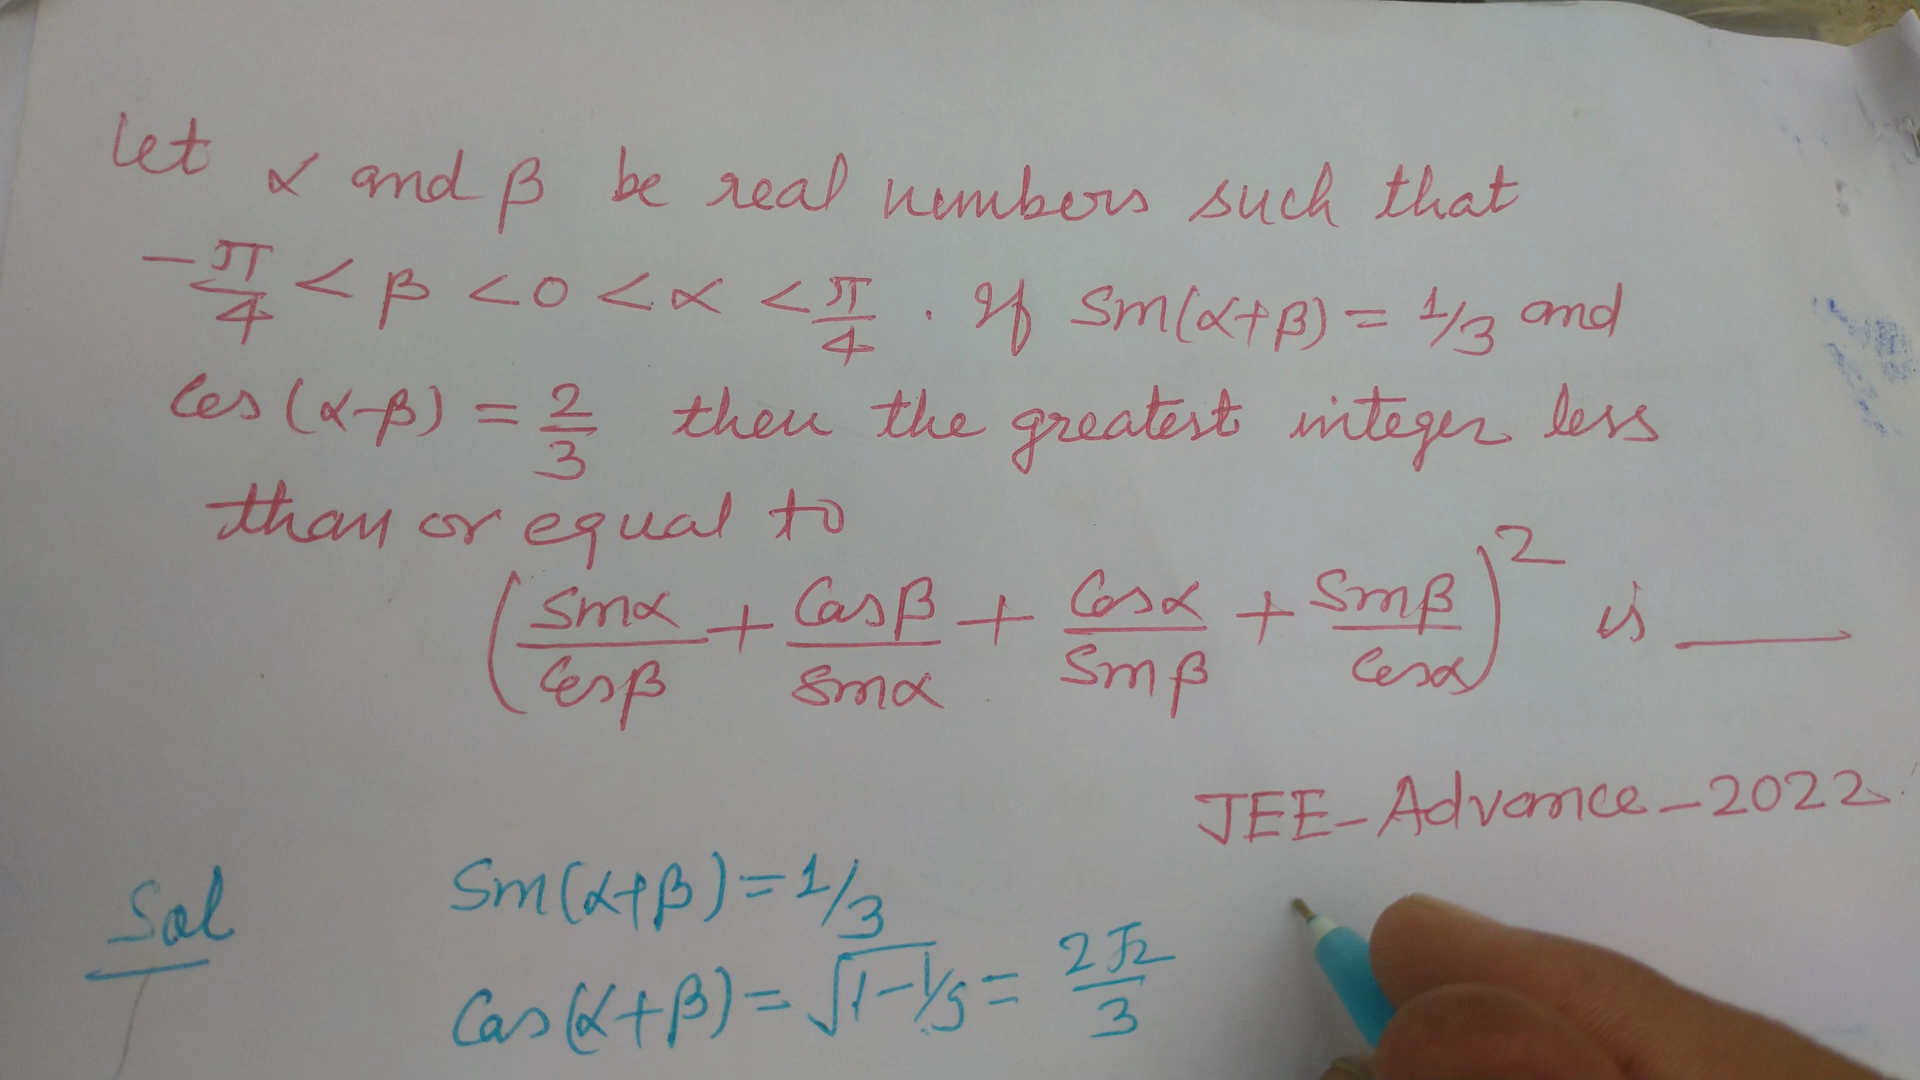 Let α and β be real numbers such that
-π/4 < β < 0 < α < π/4 . If Sin(α+β) = 1/3 and
Cos(α-β) = 2/3 then the greatest integer less
than or equal to
(Sinα/Cosβ + Cosβ/Sinα + Cosα/Sinβ + Sinβ/Cosα)² is ____
JEE-Advance-2022
Sol Sin(α+β) = 1/3
Cos(α+β) = √1-1/9 = 2√2/3